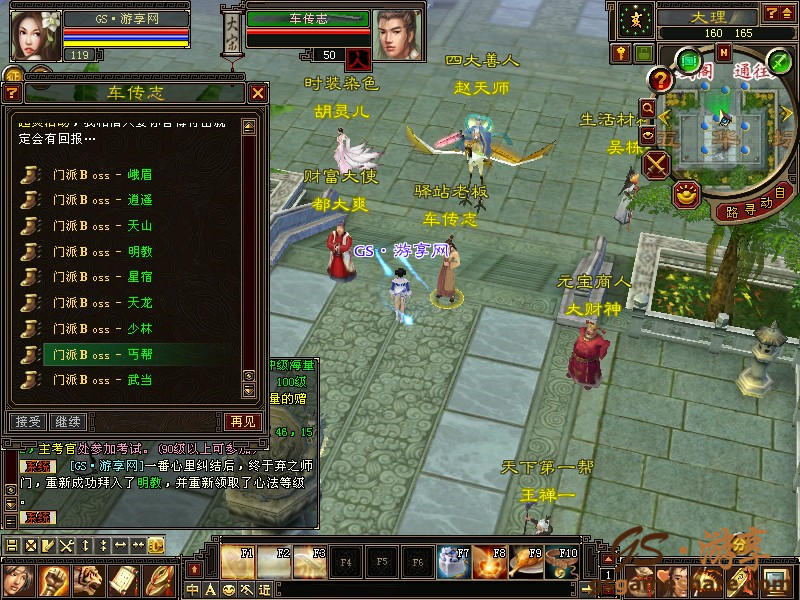 GS·游享网
119
大宗
车传志
50
大理
160 165
N
四大善人
赵天师
时装染色
胡灵儿
生活材
财富大使
都大爽
驿站老板
车传志
GS·游享网
元宝商人
大财神
天下第一帮
王禅一
自动寻路
车传志
定会有回报…
门派Boss - 峨眉
门派Boss - 逍遥
门派Boss - 天山
门派Boss - 明教
门派Boss - 星宿
门派Boss - 天龙
门派Boss - 少林
门派Boss - 丐帮
门派Boss - 武当
接受 继续 再见
100级
量的赠
46, 15
主考官处参加考试。(90级以上可参加)
系统 [GS·游享网]一番心里纠结后,终于弃之师
门,重新成功拜入了明教,并重新领取了心法等级
。
系统
F1 F2 F3 F4 F5 F6 F7 F8 F9 F10
中 A 近
1
GS·游享